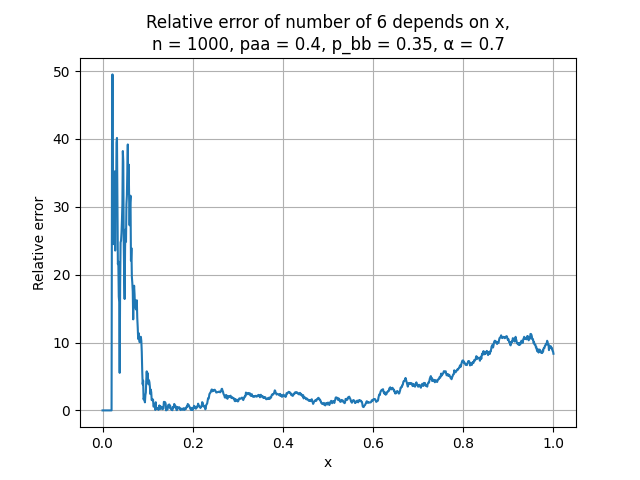 Relative error of number of 6 depends on x,
n = 1000, paa = 0.4, p_bb = 0.35, α = 0.7
50
40
30
20
10
0
Relative error
0.0 0.2 0.4 0.6 0.8 1.0
x